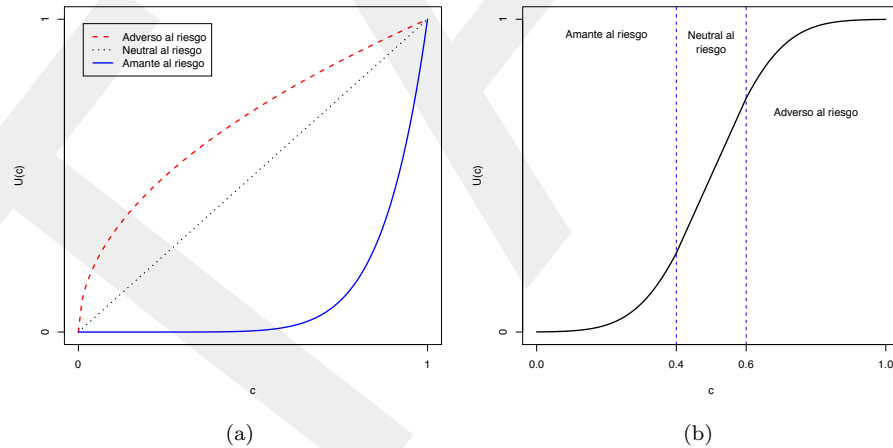 Adverso al riesgo
Neutral al riesgo
Amante al riesgo
1
U(c)
0
0
1
c
(a)
Amante al riesgo
Neutral al
riesgo
Adverso al riesgo
1
U(c)
0
0.0
0.4
0.6
1.0
c
(b)